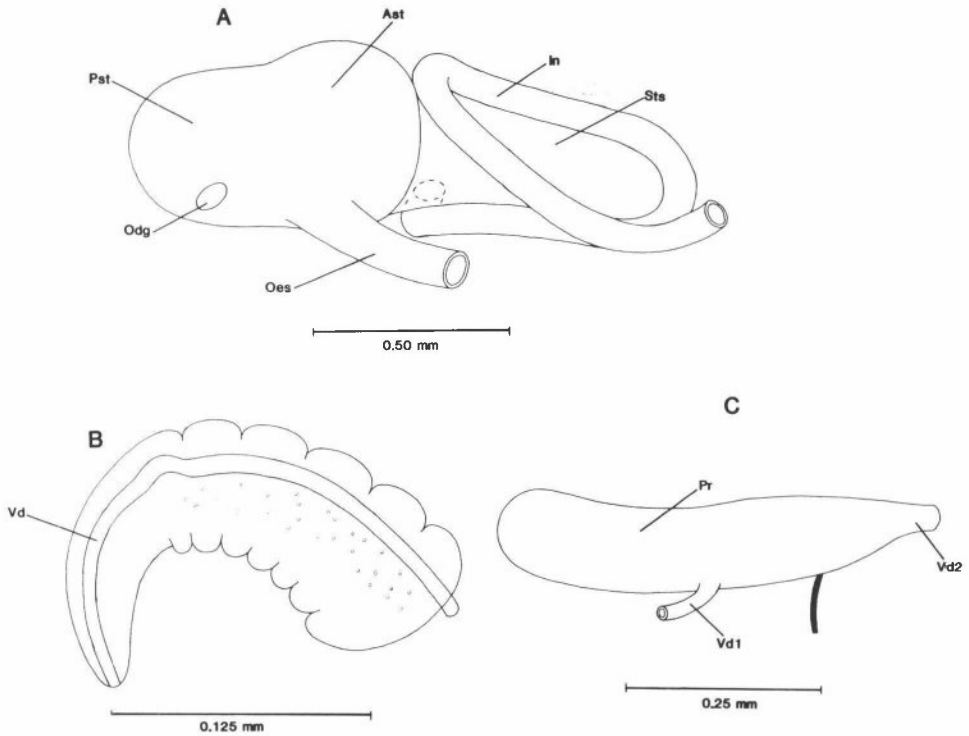 A
Ast
Pst
In
Sts
Odg
Oes
0.50 mm
B
C
Vd
Pr
Vd2
Vd1
0.125 mm
0.25 mm